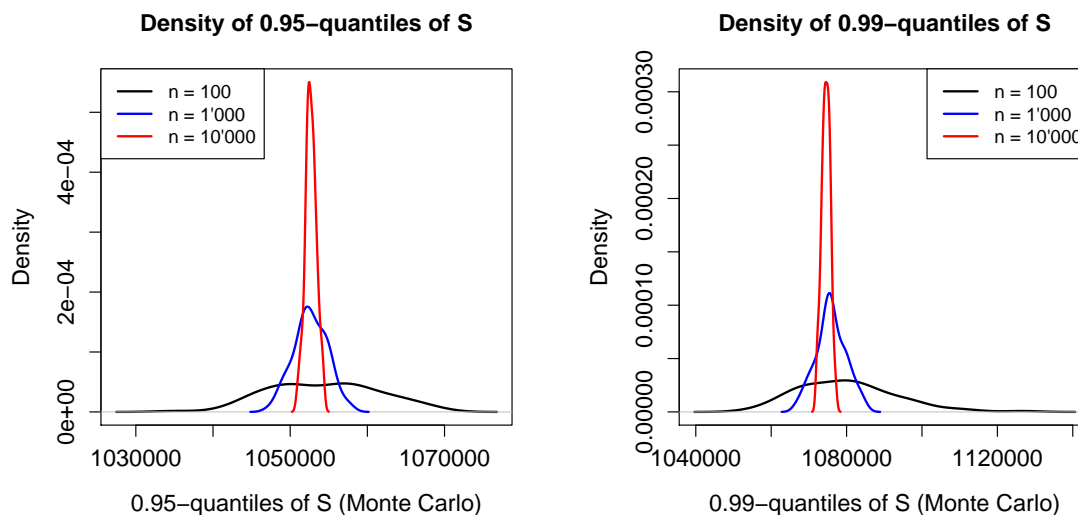 Density of 0.95−quantiles of S
n = 100
n = 1'000
n = 10'000
Density
0e+00
2e−04
4e−04
1030000
1050000
1070000
0.95−quantiles of S (Monte Carlo)
Density of 0.99−quantiles of S
n = 100
n = 1'000
n = 10'000
Density
0.00000
0.00010
0.00020
0.00030
1040000
1080000
1120000
0.99−quantiles of S (Monte Carlo)